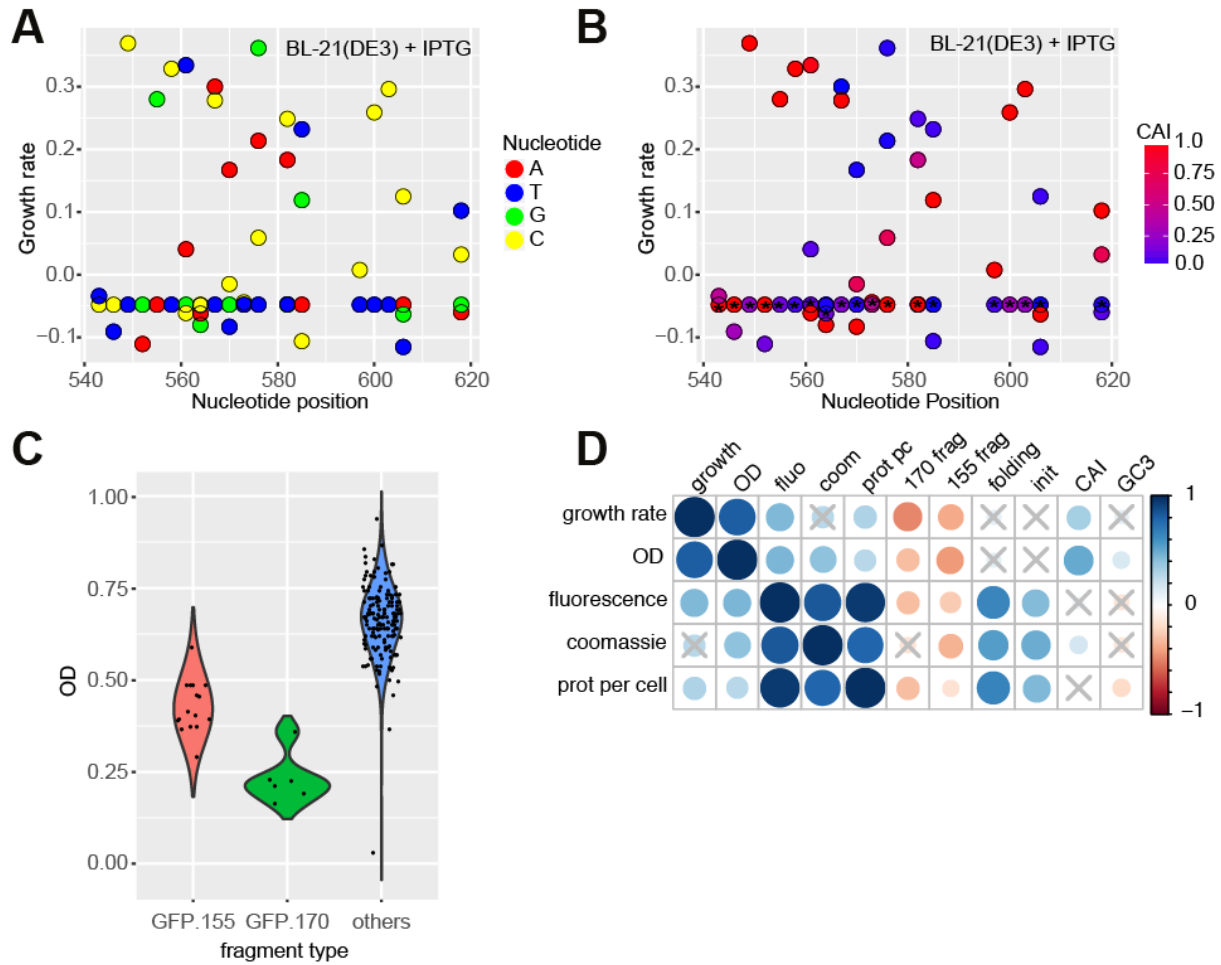 A
BL-21(DE3) + IPTG
Growth rate
0.3
0.2
0.1
0.0
−0.1
540 560 580 600 620
Nucleotide position
Nucleotide
A
T
G
C
B
BL-21(DE3) + IPTG
Growth rate
0.3
0.2
0.1
0.0
−0.1
540 560 580 600 620
Nucleotide Position
CAI
1.0
0.75
0.50
0.25
0.0
C
OD
1.00
0.75
0.50
0.25
0.00
GFP.155 GFP.170 others
fragment type
D
growth OD fluo coom prot pc 170 frag 155 frag folding init CAI GC3
growth rate
OD
fluorescence
coomassie
prot per cell
1
0
−1